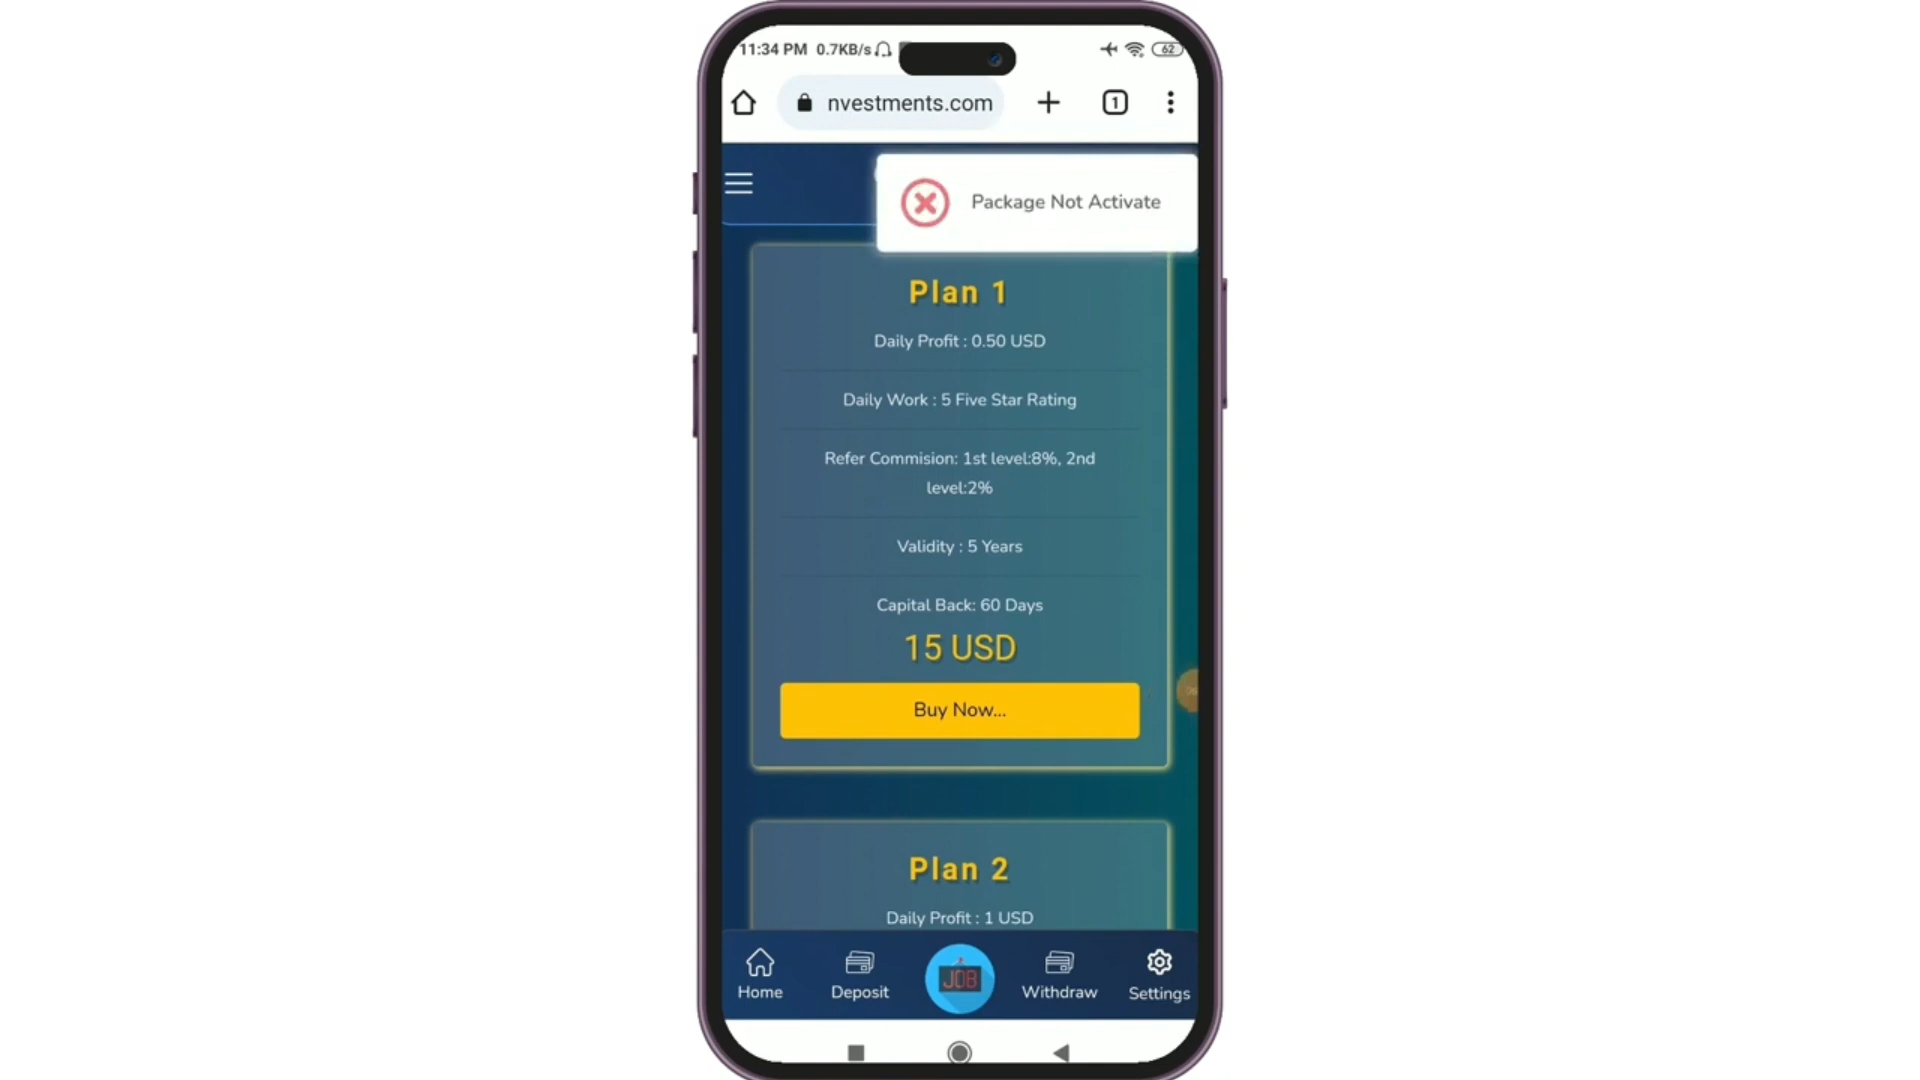 11:34 PM 0.7KB/s
62
nvestments.com
1
Package Not Activate
Plan 1
Daily Profit : 0.50 USD
Daily Work : 5 Five Star Rating
Refer Commision: 1st level:8%, 2nd
level:2%
Validity : 5 Years
Capital Back: 60 Days
15 USD
Buy Now...
Plan 2
Daily Profit : 1 USD
JOB
Home
Deposit
Withdraw
Settings